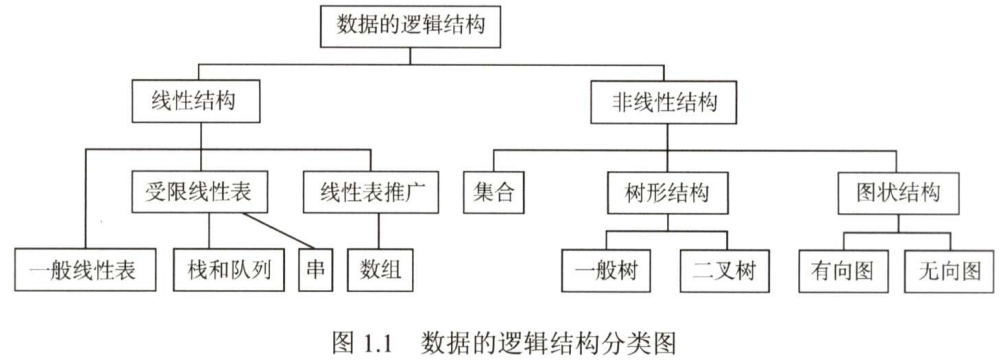 数据的逻辑结构
线性结构
非线性结构
受限线性表
线性表推广
集合
树形结构
图状结构
一般线性表
栈和队列
串
数组
一般树
二叉树
有向图
无向图
图 1.1 数据的逻辑结构分类图